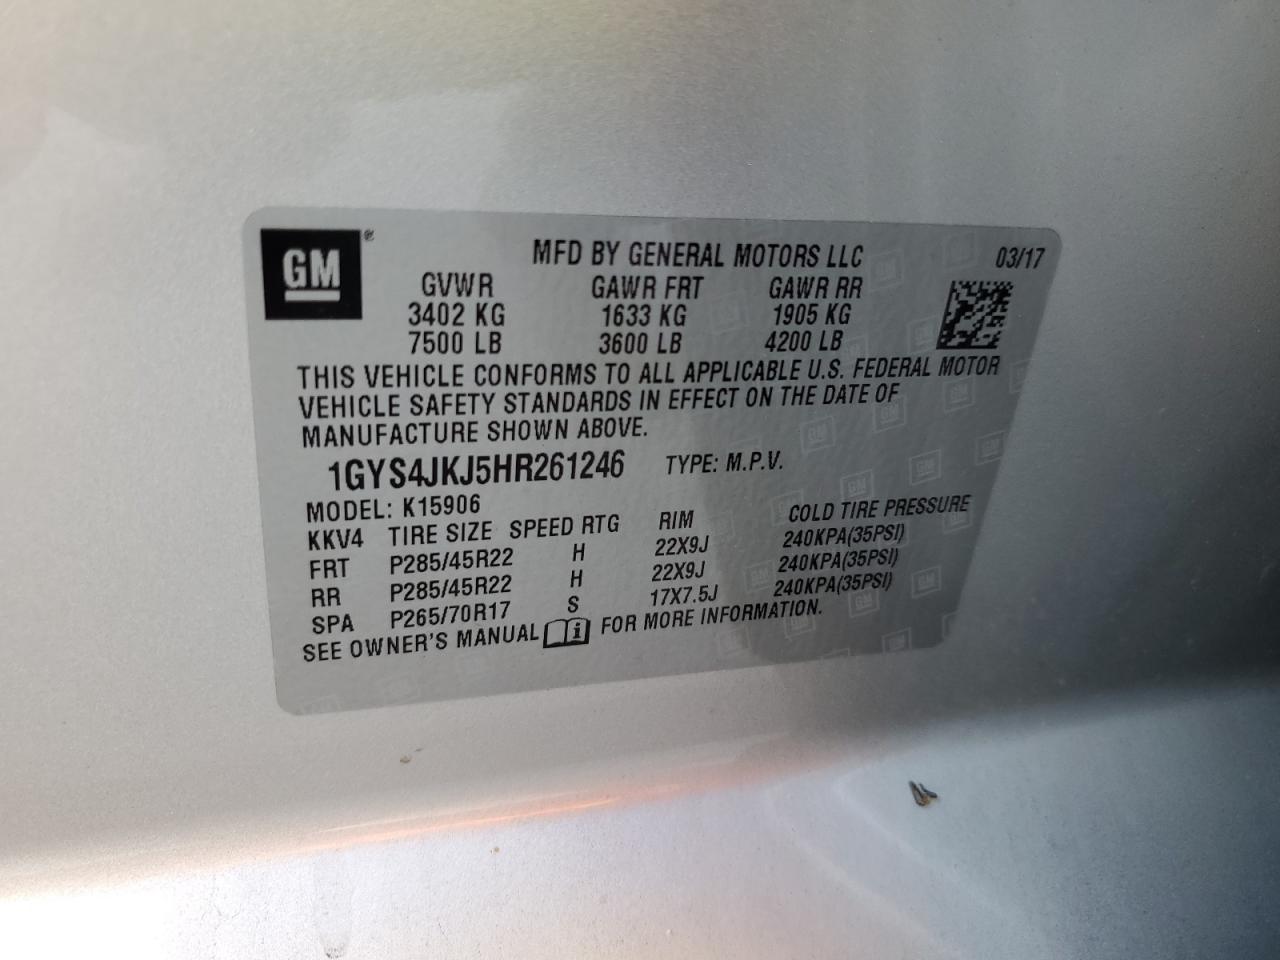 GM ®
MFD BY GENERAL MOTORS LLC 03/17
GVWR GAWR FRT GAWR RR
3402 KG 1633 KG 1905 KG
7500 LB 3600 LB 4200 LB
THIS VEHICLE CONFORMS TO ALL APPLICABLE U.S. FEDERAL MOTOR
VEHICLE SAFETY STANDARDS IN EFFECT ON THE DATE OF
MANUFACTURE SHOWN ABOVE.
1GYS4JKJ5HR261246 TYPE: M.P.V.
MODEL: K15906
KKV4 TIRE SIZE SPEED RTG RIM COLD TIRE PRESSURE
FRT P285/45R22 H 22X9J 240KPA(35PSI)
RR P285/45R22 H 22X9J 240KPA(35PSI)
SPA P265/70R17 S 17X7.5J 240KPA(35PSI)
SEE OWNER'S MANUAL i FOR MORE INFORMATION.